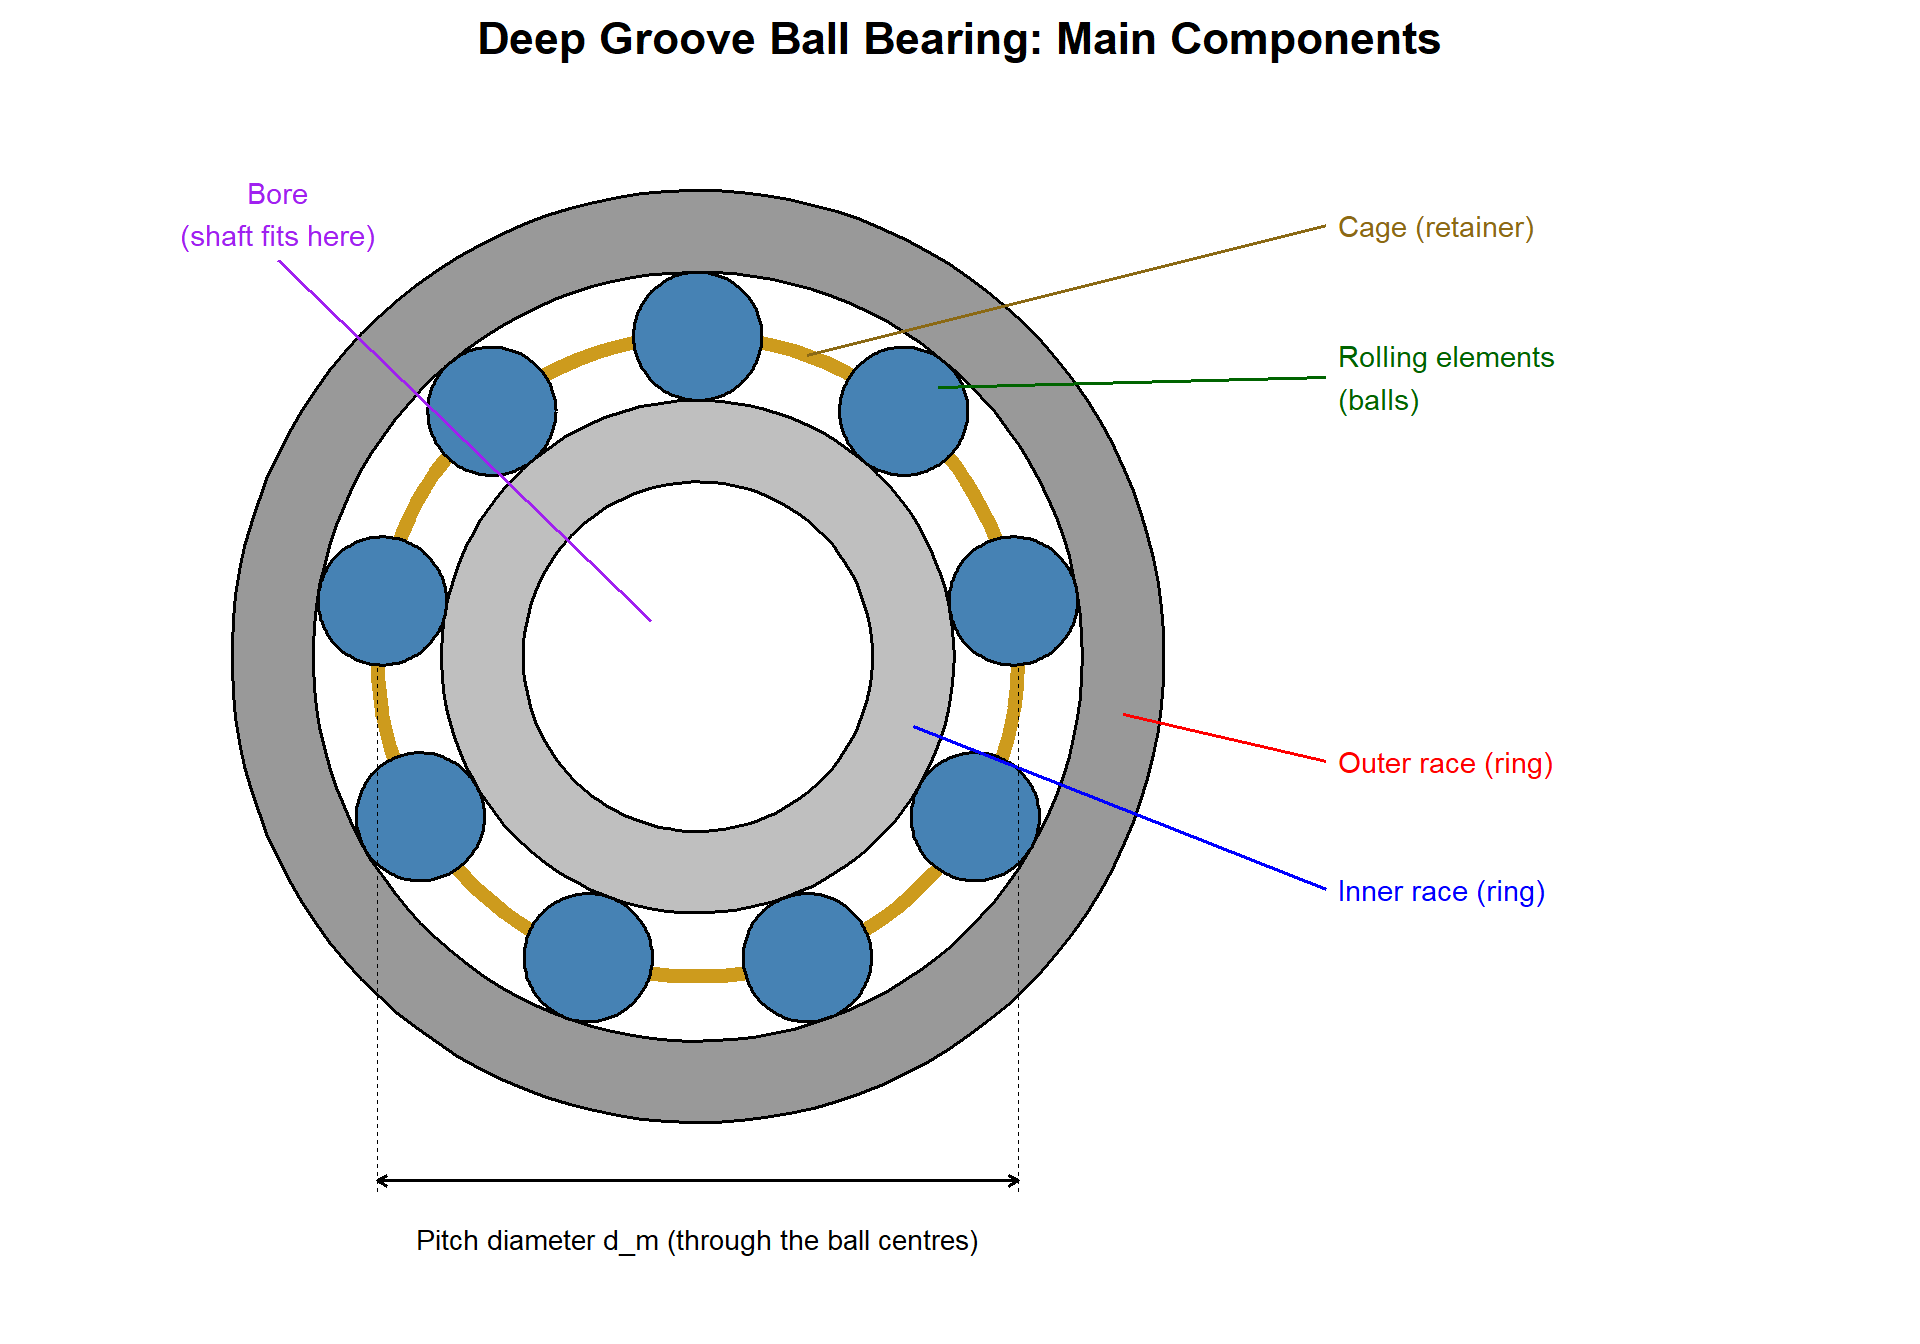 Deep Groove Ball Bearing: Main Components
Bore
(shaft fits here)
Cage (retainer)
Rolling elements
(balls)
Outer race (ring)
Inner race (ring)
Pitch diameter d_m (through the ball centres)